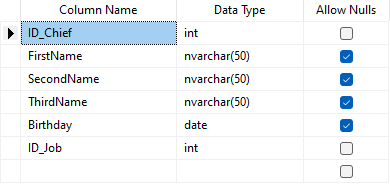 Column Name Data Type Allow Nulls
ID_Chief int
FirstName nvarchar(50)
SecondName nvarchar(50)
ThirdName nvarchar(50)
Birthday date
ID_Job int